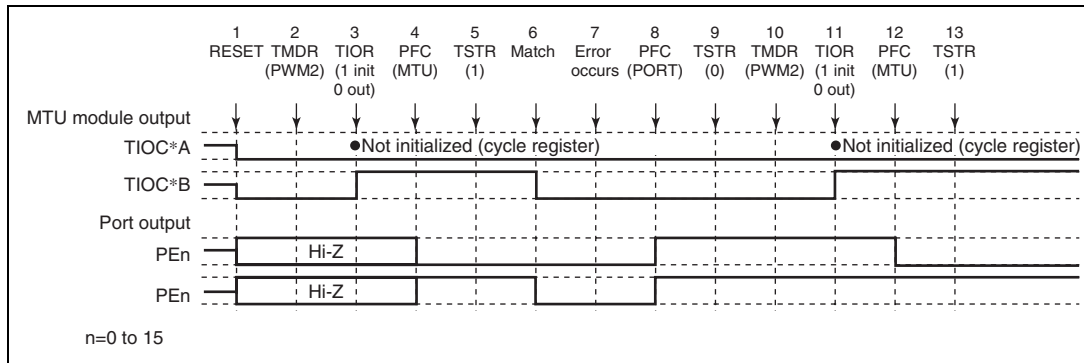 1 2 3 4 5 6 7 8 9 10 11 12 13
RESET TMDR TIOR PFC TSTR Match Error PFC TSTR TMDR TIOR PFC TSTR
(PWM2) (1 init (MTU) (1) occurs (PORT) (0) (PWM2) (1 init (MTU) (1)
0 out) 0 out)
MTU module output
TIOC*A ●Not initialized (cycle register) ●Not initialized (cycle register)
TIOC*B
Port output
PEn Hi-Z
PEn Hi-Z
n=0 to 15